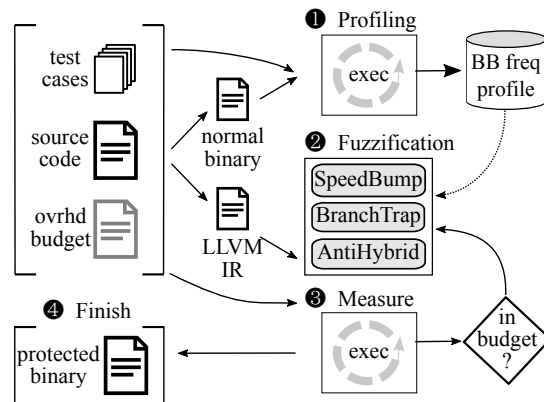 ❶ Profiling
test
cases
exec
BB freq
profile
source
code
normal
binary
❷ Fuzzification
SpeedBump
BranchTrap
AntiHybrid
ovrhd
budget
LLVM
IR
❸ Measure
exec
in
budget
?
❹ Finish
protected
binary